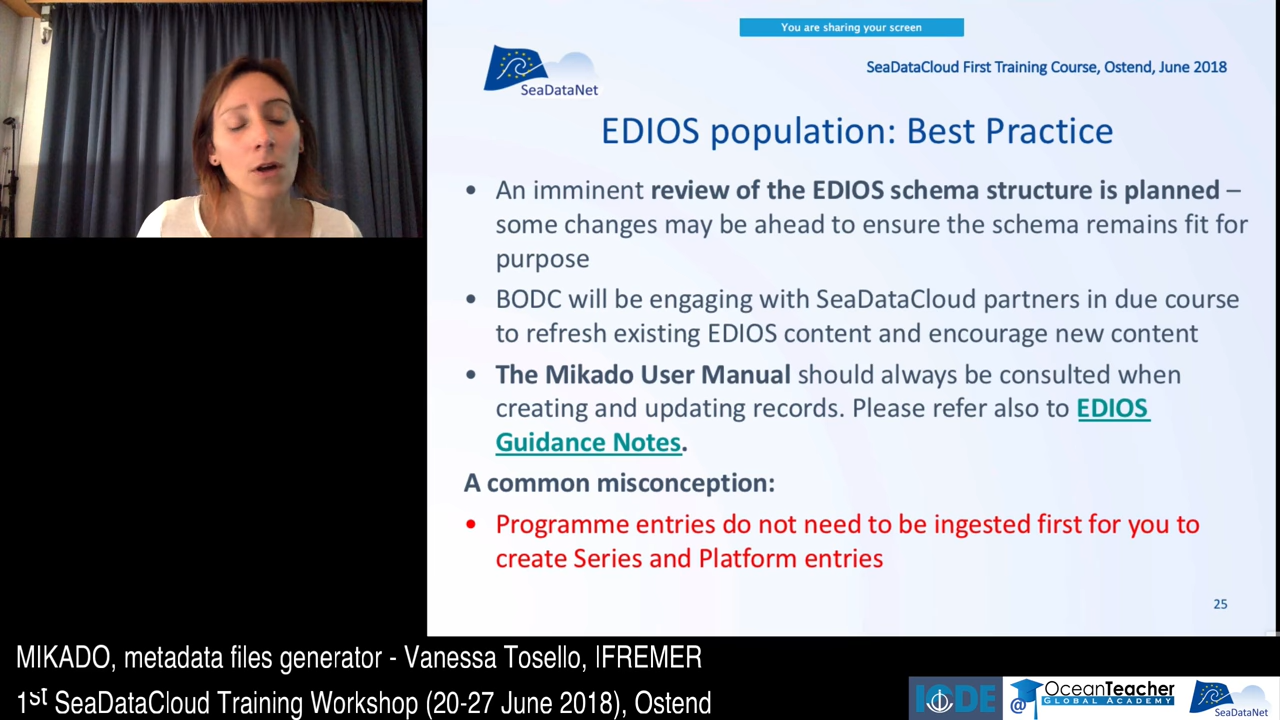 You are sharing your screen
SeaDataNet
SeaDataCloud First Training Course, Ostend, June 2018
EDIOS population: Best Practice
• An imminent review of the EDIOS schema structure is planned –
some changes may be ahead to ensure the schema remains fit for
purpose
• BODC will be engaging with SeaDataCloud partners in due course
to refresh existing EDIOS content and encourage new content
• The Mikado User Manual should always be consulted when
creating and updating records. Please refer also to EDIOS
Guidance Notes.
A common misconception:
• Programme entries do not need to be ingested first for you to
create Series and Platform entries
25
MIKADO, metadata files generator - Vanessa Tosello, IFREMER
1st SeaDataCloud Training Workshop (20-27 June 2018), Ostend
IODE
@ OceanTeacher
GLOBAL ACADEMY
SeaDataNet